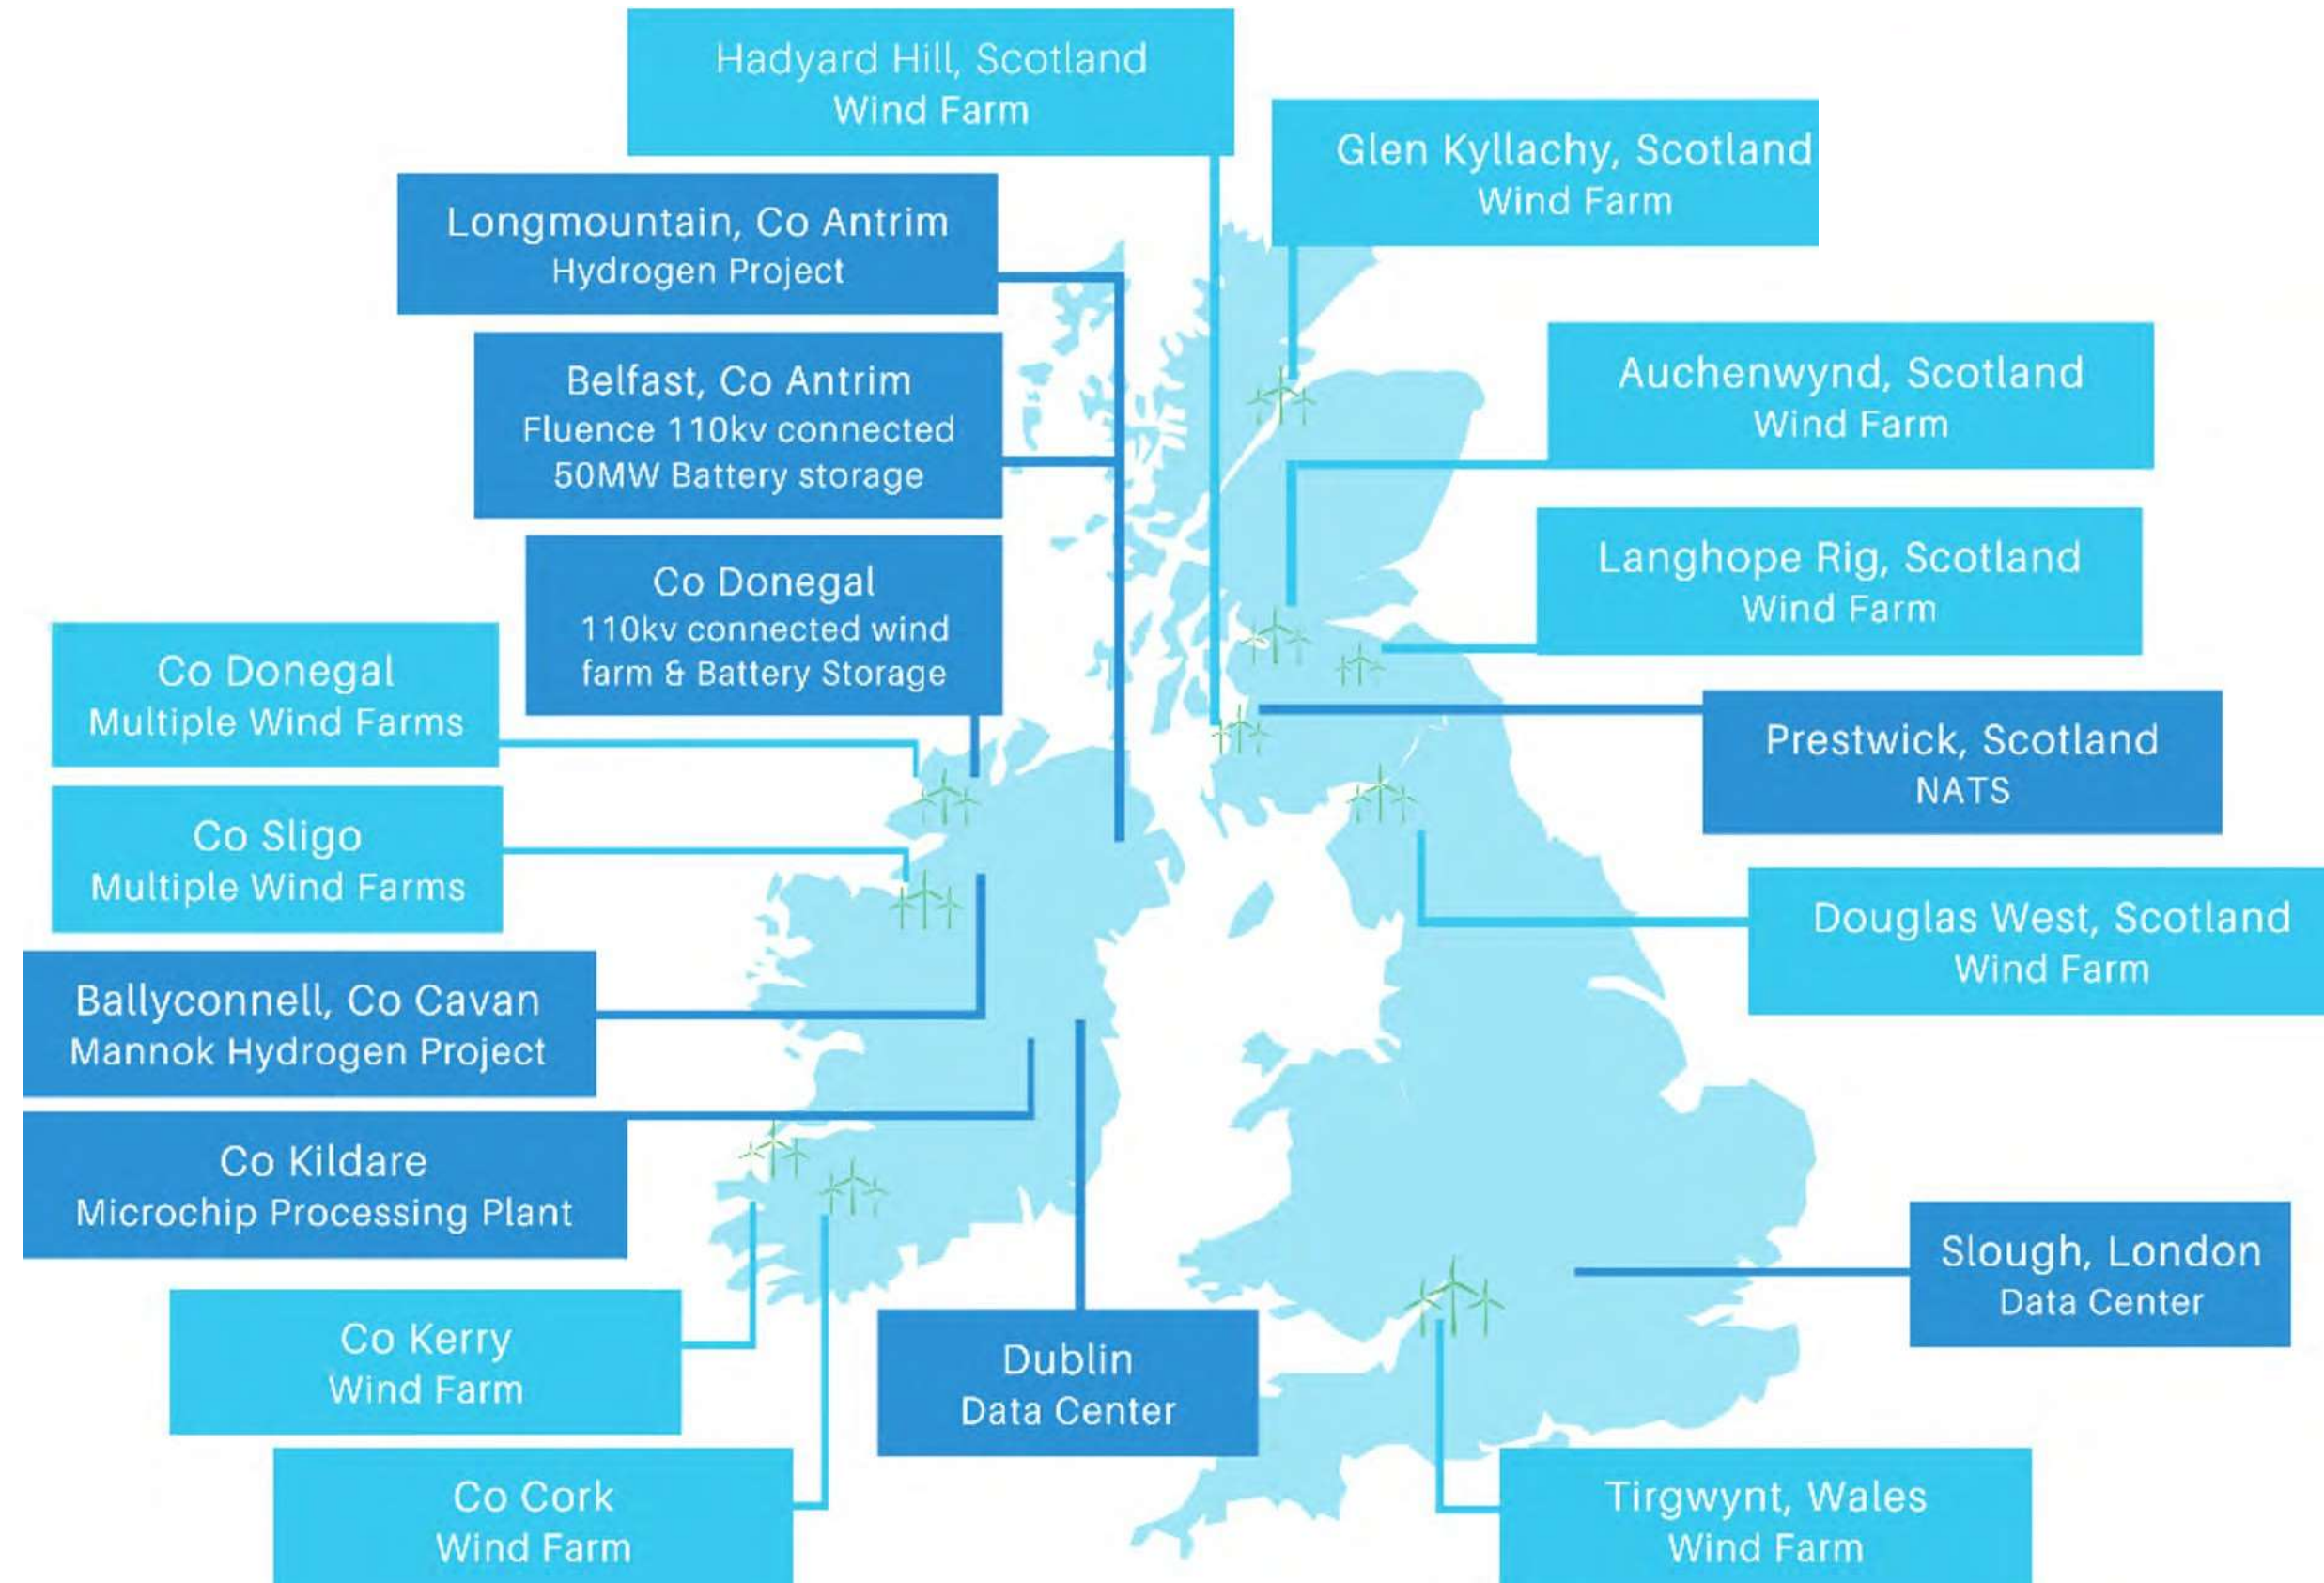 Hadyard Hill, Scotland
Wind Farm
Glen Kyllachy, Scotland
Wind Farm
Longmountain, Co Antrim
Hydrogen Project
Belfast, Co Antrim
Fluence 110kv connected
50MW Battery storage
Auchenwynd, Scotland
Wind Farm
Co Donegal
110kv connected wind
farm & Battery Storage
Langhope Rig, Scotland
Wind Farm
Co Donegal
Multiple Wind Farms
Prestwick, Scotland
NATS
Co Sligo
Multiple Wind Farms
Douglas West, Scotland
Wind Farm
Ballyconnell, Co Cavan
Mannok Hydrogen Project
Co Kildare
Microchip Processing Plant
Slough, London
Data Center
Co Kerry
Wind Farm
Dublin
Data Center
Co Cork
Wind Farm
Tirgwynt, Wales
Wind Farm